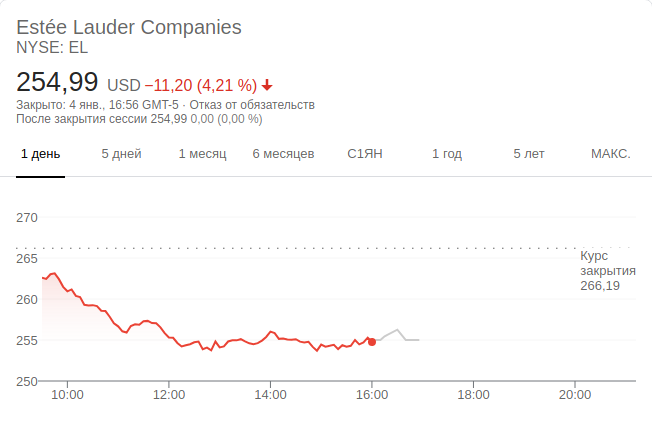 Estée Lauder Companies
NYSE: EL
254,99 USD −11,20 (4,21 %)
Закрыто: 4 янв., 16:56 GMT-5 · Отказ от обязательств
После закрытия сессии 254,99 0,00 (0,00 %)
1 день 5 дней 1 месяц 6 месяцев С1ЯН 1 год 5 лет МАКС.
270
265
260
255
250
Курс
закрытия
266,19
10:00 12:00 14:00 16:00 18:00 20:00